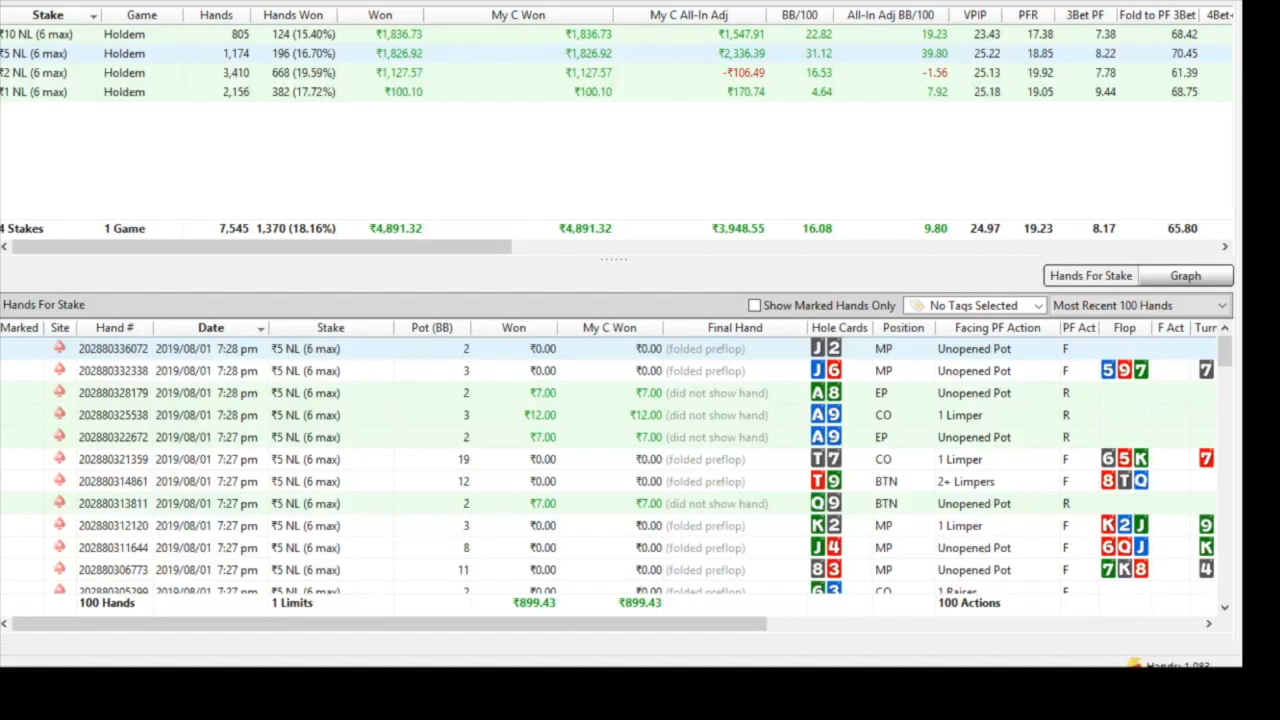 Stake Game Hands Hands Won Won My C Won My C All-In Adj BB/100 All-In Adj BB/100 VPIP PFR 3Bet PF Fold to PF 3Bet 4Bet+
₹10 NL (6 max) Holdem 805 124 (15.40%) ₹1,836.73 ₹1,836.73 ₹1,547.91 22.82 19.23 23.43 17.38 7.38 68.42
₹5 NL (6 max) Holdem 1,174 196 (16.70%) ₹1,826.92 ₹1,826.92 ₹2,336.39 31.12 39.80 25.22 18.85 8.22 70.45
₹2 NL (6 max) Holdem 3,410 668 (19.59%) ₹1,127.57 ₹1,127.57 -₹106.49 16.53 -1.56 25.13 19.92 7.78 61.39
₹1 NL (6 max) Holdem 2,156 382 (17.72%) ₹100.10 ₹100.10 ₹170.74 4.64 7.92 25.18 19.05 9.44 68.75
4 Stakes 1 Game 7,545 1,370 (18.16%) ₹4,891.32 ₹4,891.32 ₹3,948.55 16.08 9.80 24.97 19.23 8.17 65.80
Hands For Stake Graph
Hands For Stake Show Marked Hands Only No Tags Selected Most Recent 100 Hands
Marked Site Hand # Date Stake Pot (BB) Won My C Won Final Hand Hole Cards Position Facing PF Action PF Act Flop F Act Turn
202880336072 2019/08/01 7:28 pm ₹5 NL (6 max) 2 ₹0.00 ₹0.00 (folded preflop) J 2 MP Unopened Pot F
202880332338 2019/08/01 7:28 pm ₹5 NL (6 max) 3 ₹0.00 ₹0.00 (folded preflop) J 6 MP Unopened Pot F 5 9 7 7
202880328179 2019/08/01 7:28 pm ₹5 NL (6 max) 2 ₹7.00 ₹7.00 (did not show hand) A 8 EP Unopened Pot R
202880325538 2019/08/01 7:28 pm ₹5 NL (6 max) 3 ₹12.00 ₹12.00 (did not show hand) A 9 CO 1 Limper R
202880322672 2019/08/01 7:27 pm ₹5 NL (6 max) 2 ₹7.00 ₹7.00 (did not show hand) A 9 EP Unopened Pot R
202880321359 2019/08/01 7:27 pm ₹5 NL (6 max) 19 ₹0.00 ₹0.00 (folded preflop) T 7 CO 1 Limper F 6 5 K 7
202880314861 2019/08/01 7:27 pm ₹5 NL (6 max) 12 ₹0.00 ₹0.00 (folded preflop) T 9 BTN 2+ Limpers F 8 T Q
202880313811 2019/08/01 7:27 pm ₹5 NL (6 max) 2 ₹7.00 ₹7.00 (did not show hand) Q 9 BTN Unopened Pot R
202880312120 2019/08/01 7:27 pm ₹5 NL (6 max) 3 ₹0.00 ₹0.00 (folded preflop) K 2 MP 1 Limper F K 2 J 9
202880311644 2019/08/01 7:27 pm ₹5 NL (6 max) 8 ₹0.00 ₹0.00 (folded preflop) J 4 MP Unopened Pot F 6 Q J K
202880306773 2019/08/01 7:27 pm ₹5 NL (6 max) 11 ₹0.00 ₹0.00 (folded preflop) 8 3 MP Unopened Pot F 7 K 8 4
202880305299 2019/08/01 7:27 pm ₹5 NL (6 max) 2 ₹0.00 ₹0.00 (folded preflop) 6 3 CO 1 Raiser F
100 Hands 1 Limits ₹899.43 ₹899.43 100 Actions
Hands: 1,083